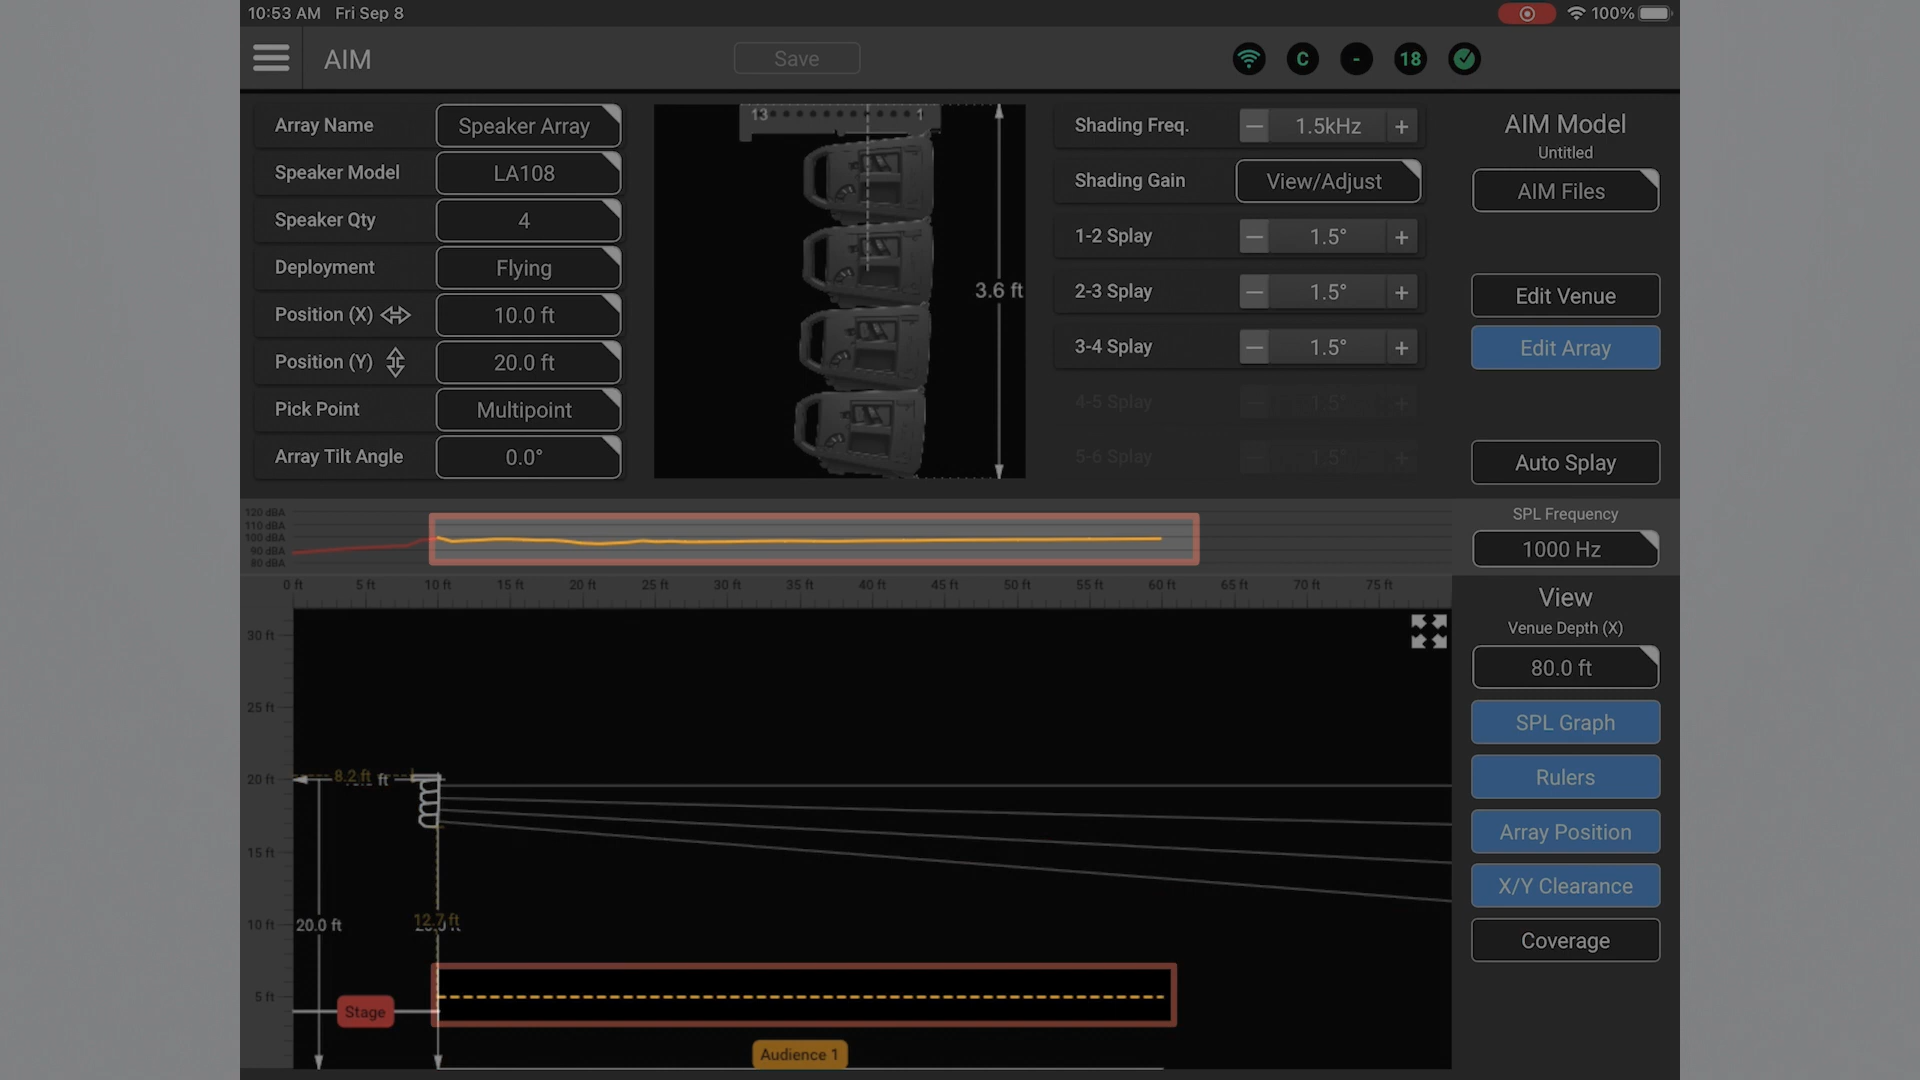 10:53 AM Fri Sep 8
100%
AIM
Save
C
-
18
Array Name
Speaker Array
Speaker Model
LA108
Speaker Qty
4
Deployment
Flying
Position (X)
10.0 ft
Position (Y)
20.0 ft
Pick Point
Multipoint
Array Tilt Angle
0.0°
13
1
3.6 ft
Shading Freq.
1.5kHz
Shading Gain
View/Adjust
1-2 Splay
1.5°
2-3 Splay
1.5°
3-4 Splay
1.5°
4-5 Splay
1.5°
5-6 Splay
1.5°
AIM Model
Untitled
AIM Files
Edit Venue
Edit Array
Auto Splay
120 dBA
110 dBA
100 dBA
90 dBA
80 dBA
SPL Frequency
1000 Hz
0 ft 5 ft 10 ft 15 ft 20 ft 25 ft 30 ft 35 ft 40 ft 45 ft 50 ft 55 ft 60 ft 65 ft 70 ft 75 ft
View
Venue Depth (X)
80.0 ft
SPL Graph
Rulers
Array Position
X/Y Clearance
Coverage
30 ft
25 ft
20 ft
8.2 ft
15 ft
10 ft
20.0 ft
12.7 ft
5 ft
Stage
Audience 1